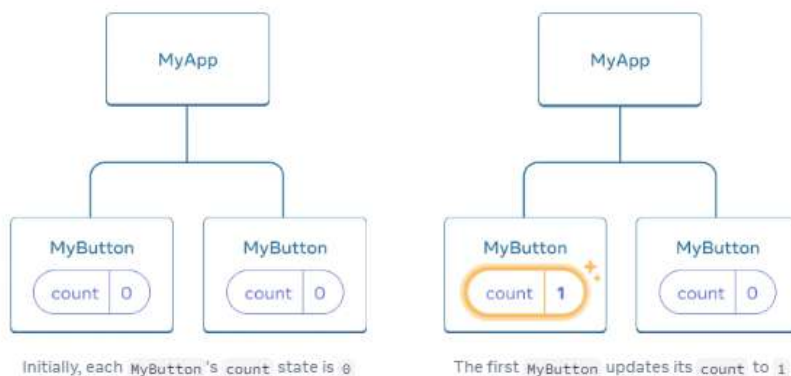 MyApp
MyButton
count 0
MyButton
count 0
Initially, each MyButton's count state is 0
MyApp
MyButton
count 1
MyButton
count 0
The first MyButton updates its count to 1